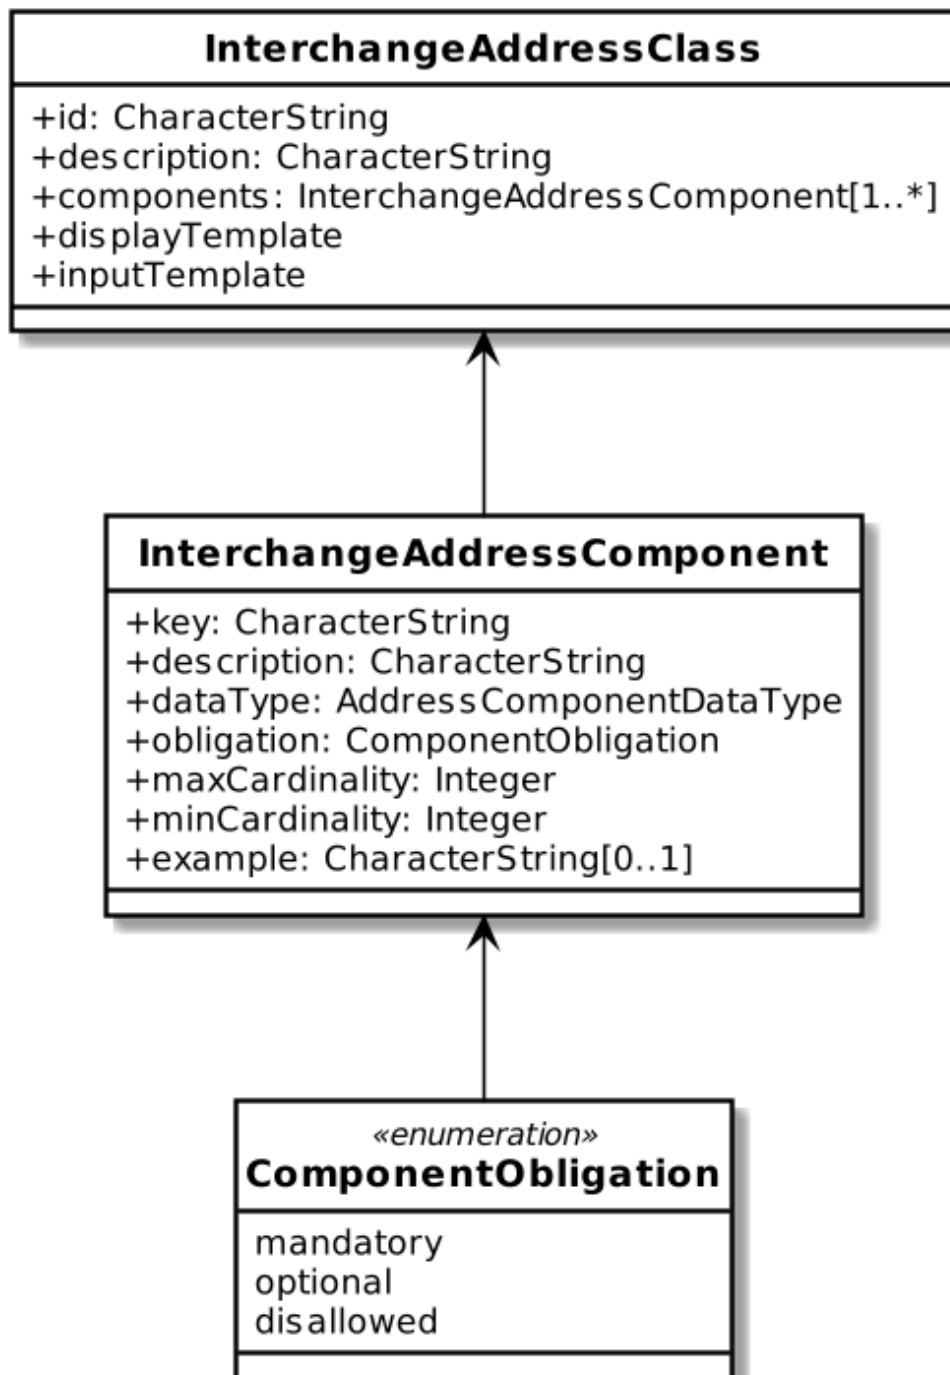 InterchangeAddressClass
+id: CharacterString
+description: CharacterString
+components: InterchangeAddressComponent[1..*]
+displayTemplate
+inputTemplate
InterchangeAddressComponent
+key: CharacterString
+description: CharacterString
+dataType: AddressComponentDataType
+obligation: ComponentObligation
+maxCardinality: Integer
+minCardinality: Integer
+example: CharacterString[0..1]
«enumeration»
ComponentObligation
mandatory
optional
disallowed